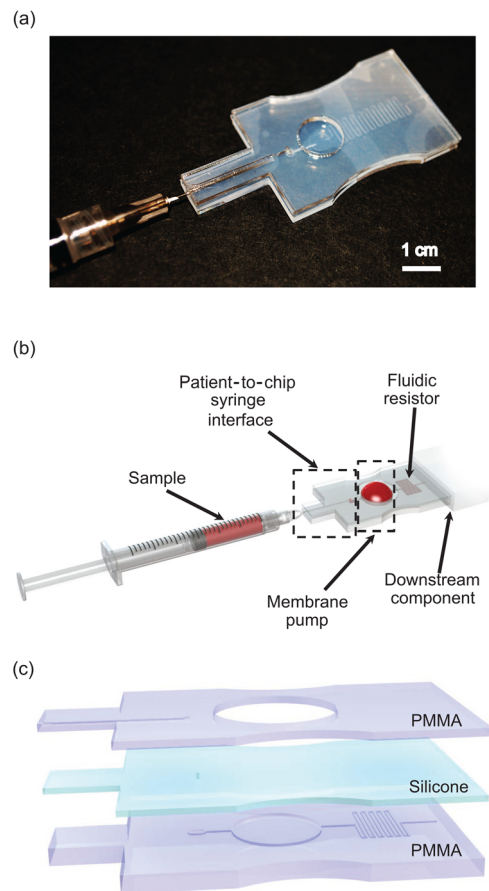 (a)
1 cm
(b)
Patient-to-chip
syringe
interface
Fluidic
resistor
Sample
Membrane
pump
Downstream
component
(c)
PMMA
Silicone
PMMA